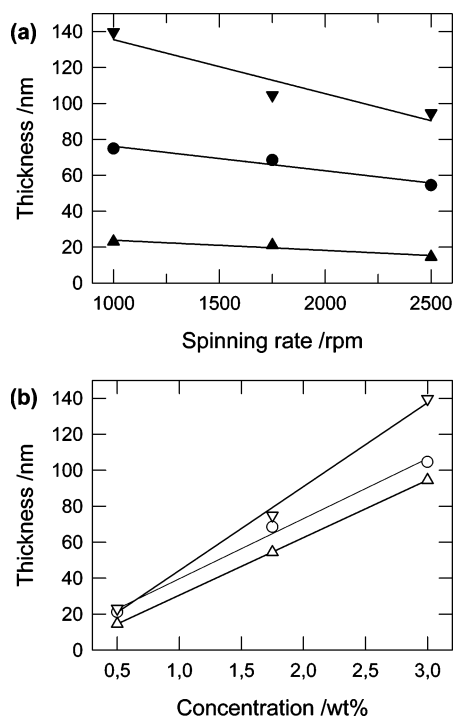 (a)
140
120
100
80
60
40
20
0
Thickness /nm
1000 1500 2000 2500
Spinning rate /rpm
(b)
140
120
100
80
60
40
20
0
Thickness /nm
0,5 1,0 1,5 2,0 2,5 3,0
Concentration /wt%